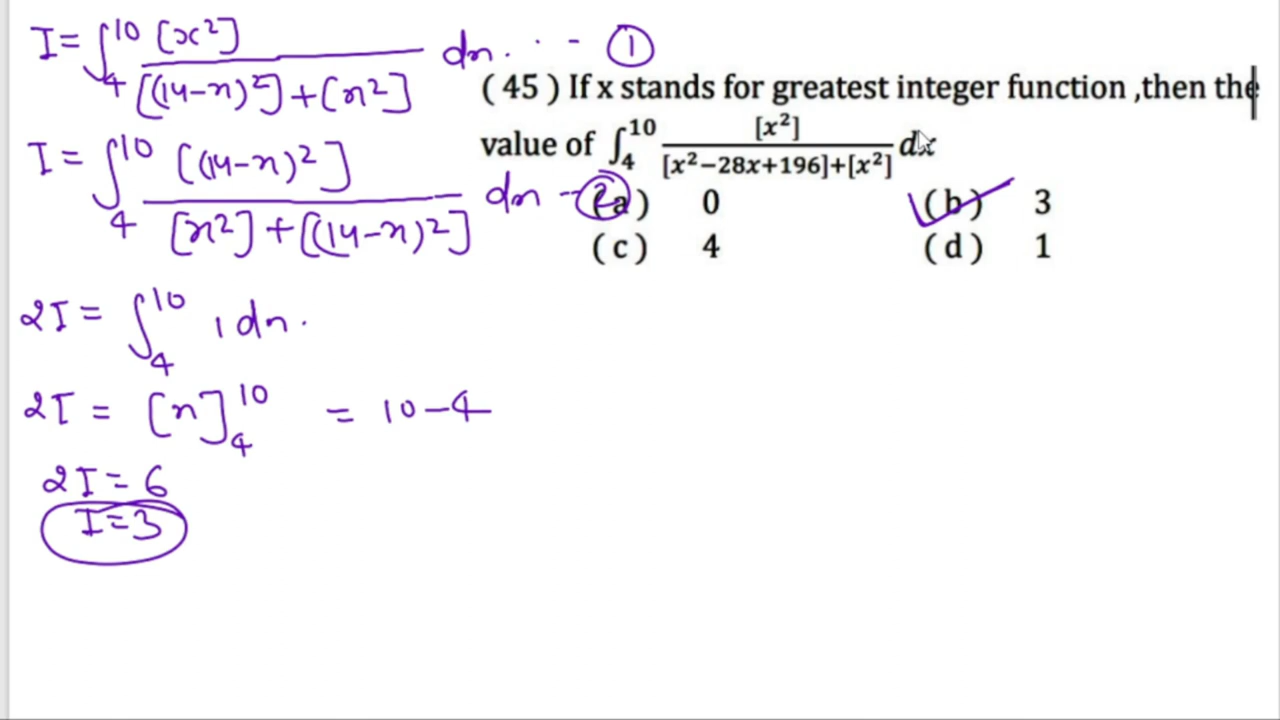 I = ∫₄¹⁰ [x²] / [(14-x)²]+[x²] dx. .. - ①
(45) If x stands for greatest integer function ,then the
value of ∫₄¹⁰ [x²] / [x²−28x+196]+[x²] dx
I = ∫₄¹⁰ [(14-x)²] / [x²]+[(14-x)²] dx -- ②
(a) 0 (b) 3
(c) 4 (d) 1
2I = ∫₄¹⁰ 1 dx.
2I = [x]₄¹⁰ = 10-4
2I = 6
I = 3